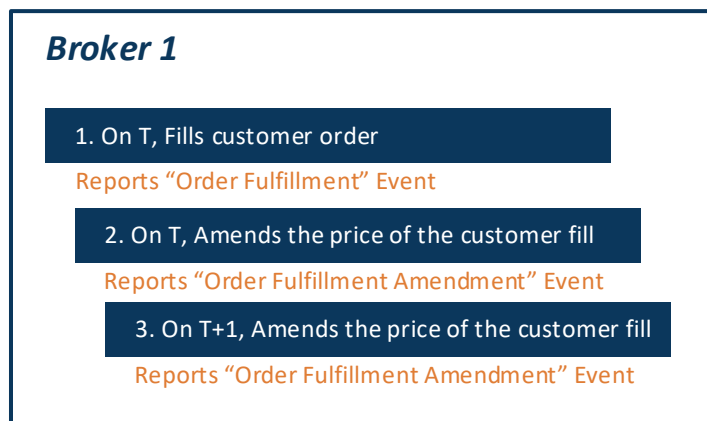 Broker 1
1. On T, Fills customer order
Reports “Order Fulfillment” Event
2. On T, Amends the price of the customer fill
Reports “Order Fulfillment Amendment” Event
3. On T+1, Amends the price of the customer fill
Reports “Order Fulfillment Amendment” Event